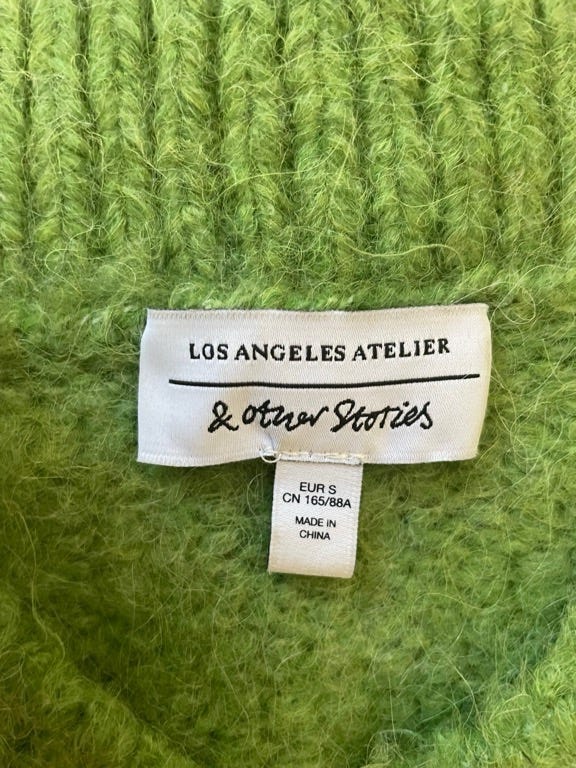 LOS ANGELES ATELIER
& other Stories
EUR S
CN 165/88A
MADE IN
CHINA